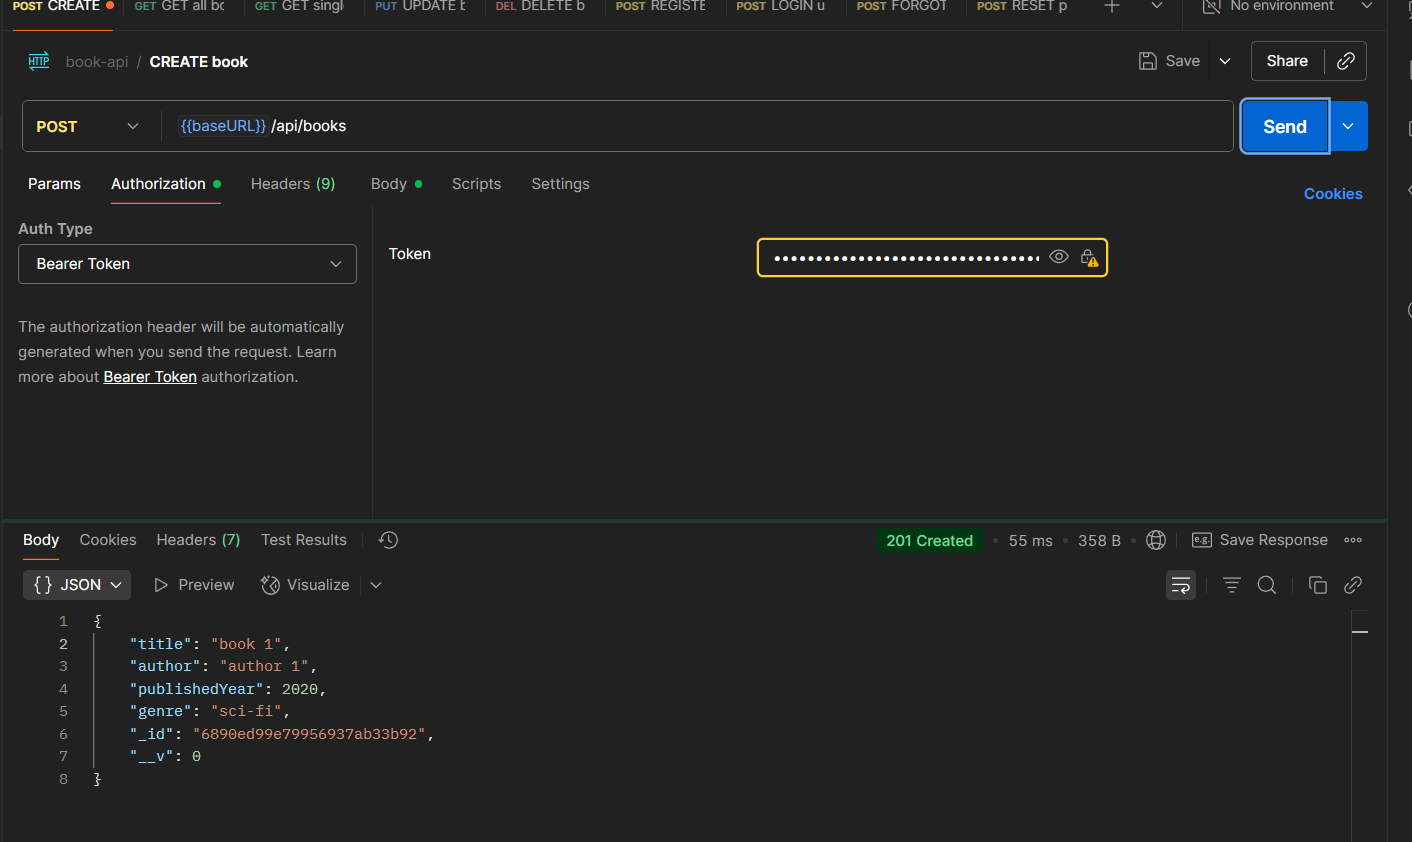 POST CREATE GET GET all bc GET GET singl PUT UPDATE t DEL DELETE b POST REGISTE POST LOGIN u POST FORGOT POST RESET p No environment
HTTP book-api / CREATE book Save Share
POST {{baseURL}} /api/books Send
Params Authorization Headers (9) Body Scripts Settings Cookies
Auth Type
Bearer Token
Token
The authorization header will be automatically
generated when you send the request. Learn
more about Bearer Token authorization.
Body Cookies Headers (7) Test Results 201 Created • 55 ms • 358 B • e.g. Save Response
{} JSON Preview Visualize
1 {
2 "title": "book 1",
3 "author": "author 1",
4 "publishedYear": 2020,
5 "genre": "sci-fi",
6 "_id": "6890ed99e79956937ab33b92",
7 "__v": 0
8 }